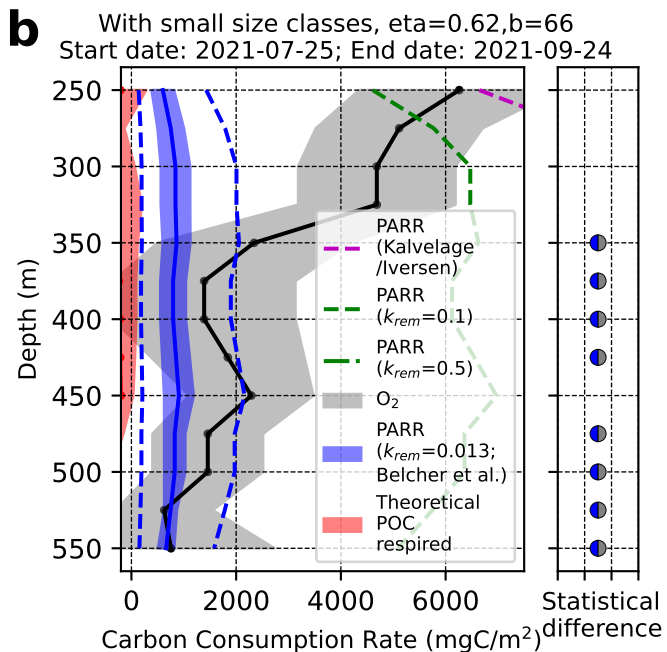 b
With small size classes, eta=0.62,b=66
Start date: 2021-07-25; End date: 2021-09-24
250
300
350
400
450
500
550
Depth (m)
PARR
(Kalvelage
/Iversen)
PARR
(k_rem=0.1)
PARR
(k_rem=0.5)
O₂
PARR
(k_rem=0.013;
Belcher et al.)
Theoretical
POC
respired
0 2000 4000 6000
Carbon Consumption Rate (mgC/m²)
Statistical
difference